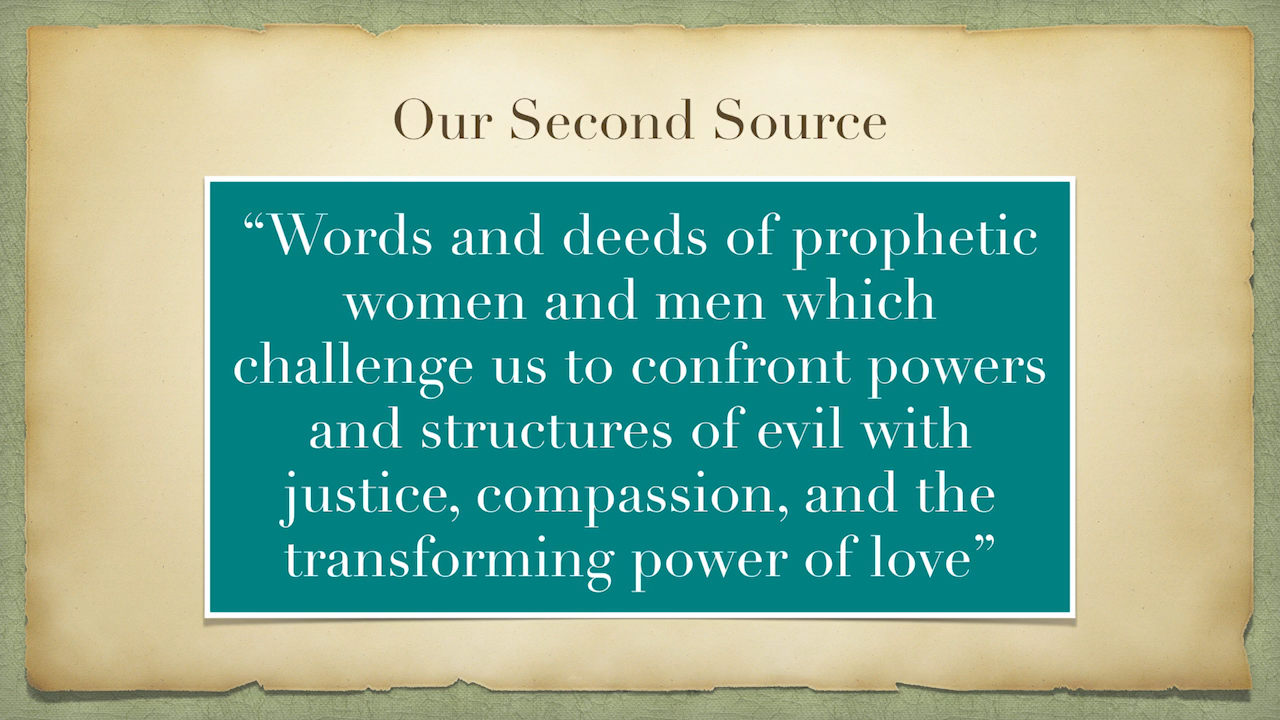 Our Second Source
“Words and deeds of prophetic
women and men which
challenge us to confront powers
and structures of evil with
justice, compassion, and the
transforming power of love”